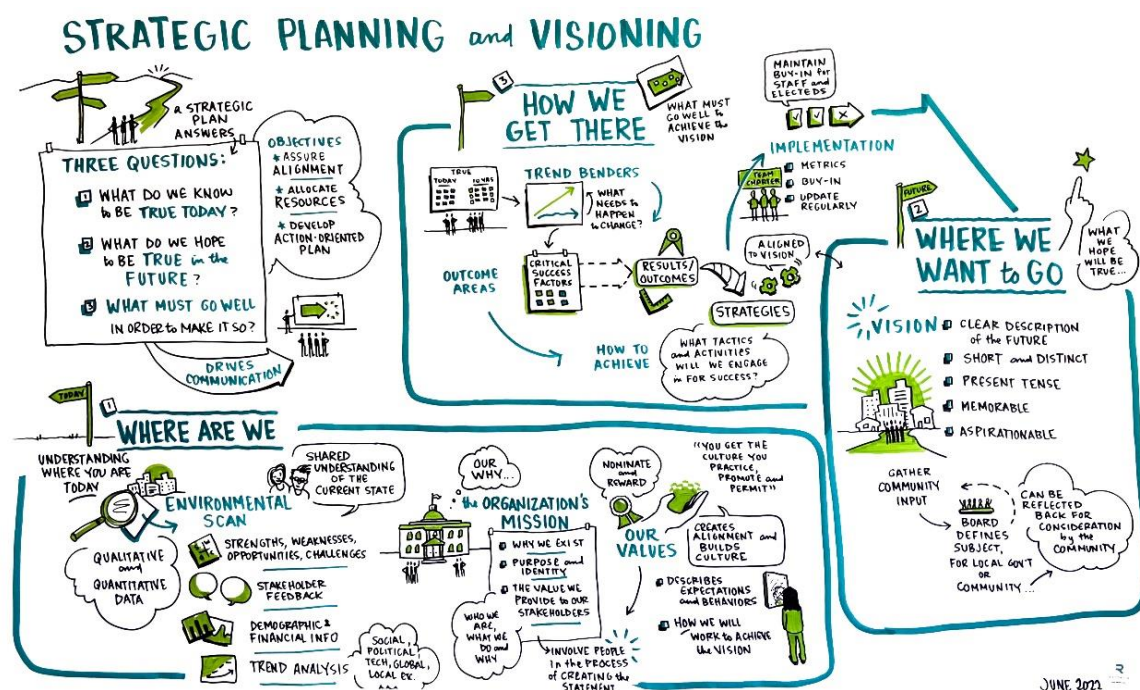 STRATEGIC PLANNING and VISIONING
a STRATEGIC
PLAN
ANSWERS
THREE QUESTIONS:
1 WHAT DO WE KNOW
to BE TRUE TODAY?
2 WHAT DO WE HOPE
to BE TRUE in the
FUTURE?
3 WHAT MUST GO WELL
IN ORDER to MAKE IT SO?
OBJECTIVES
★ ASSURE
ALIGNMENT
★ ALLOCATE
RESOURCES
★ DEVELOP
ACTION-ORIENTED
PLAN
DRIVES
COMMUNICATION
3
HOW WE
GET THERE
WHAT MUST
GO WELL to
ACHIEVE the
VISION
TRUE
TODAY 10 YRS
TREND BENDERS
WHAT
NEEDS to
HAPPEN
to CHANGE?
OUTCOME
AREAS
CRITICAL
SUCCESS
FACTORS
RESULTS/
OUTCOMES
ALIGNED
to VISION
STRATEGIES
HOW TO
ACHIEVE
WHAT TACTICS
and ACTIVITIES
WILL WE ENGAGE
in FOR SUCCESS?
MAINTAIN
BUY-IN for
STAFF and
ELECTEDS
IMPLEMENTATION
TEAM
CHARTER
METRICS
BUY-IN
UPDATE
REGULARLY
FUTURE
2
WHERE WE
WANT to GO
WHAT
WE
HOPE
WILL BE
TRUE...
VISION
CLEAR DESCRIPTION
of the FUTURE
SHORT and DISTINCT
PRESENT TENSE
MEMORABLE
ASPIRATIONABLE
GATHER
COMMUNITY
INPUT
BOARD
DEFINES
SUBJECT,
FOR LOCAL GOV'T
OR
COMMUNITY...
CAN BE
REFLECTED
BACK FOR
CONSIDERATION
by the
COMMUNITY
TODAY
1
WHERE ARE WE
UNDERSTANDING
WHERE YOU ARE
TODAY
ENVIRONMENTAL
SCAN
SHARED
UNDERSTANDING
OF THE
CURRENT STATE
QUALITATIVE
and
QUANTITATIVE
DATA
STRENGTHS, WEAKNESSES,
OPPORTUNITIES, CHALLENGES
STAKEHOLDER
FEEDBACK
DEMOGRAPHIC &
FINANCIAL INFO
TREND ANALYSIS
SOCIAL,
POLITICAL
TECH, GLOBAL,
LOCAL EX.
...
OUR
WHY...
the ORGANIZATION'S
MISSION
WHY WE EXIST
PURPOSE and
IDENTITY
THE VALUE WE
PROVIDE to OUR
STAKEHOLDERS
WHO WE
ARE,
WHAT WE
DO and
WHY
INVOLVE PEOPLE
in the PROCESS
of CREATING the
STATEMENT
NOMINATE
and
REWARD
OUR
VALUES
"YOU GET THE
CULTURE YOU
PRACTICE,
PROMOTE and
PERMIT"
CREATES
ALIGNMENT and
BUILDS
CULTURE
DESCRIBES
EXPECTATIONS
and BEHAVIORS
HOW WE WILL
WORK to ACHIEVE
the VISION
JUNE 2022
R